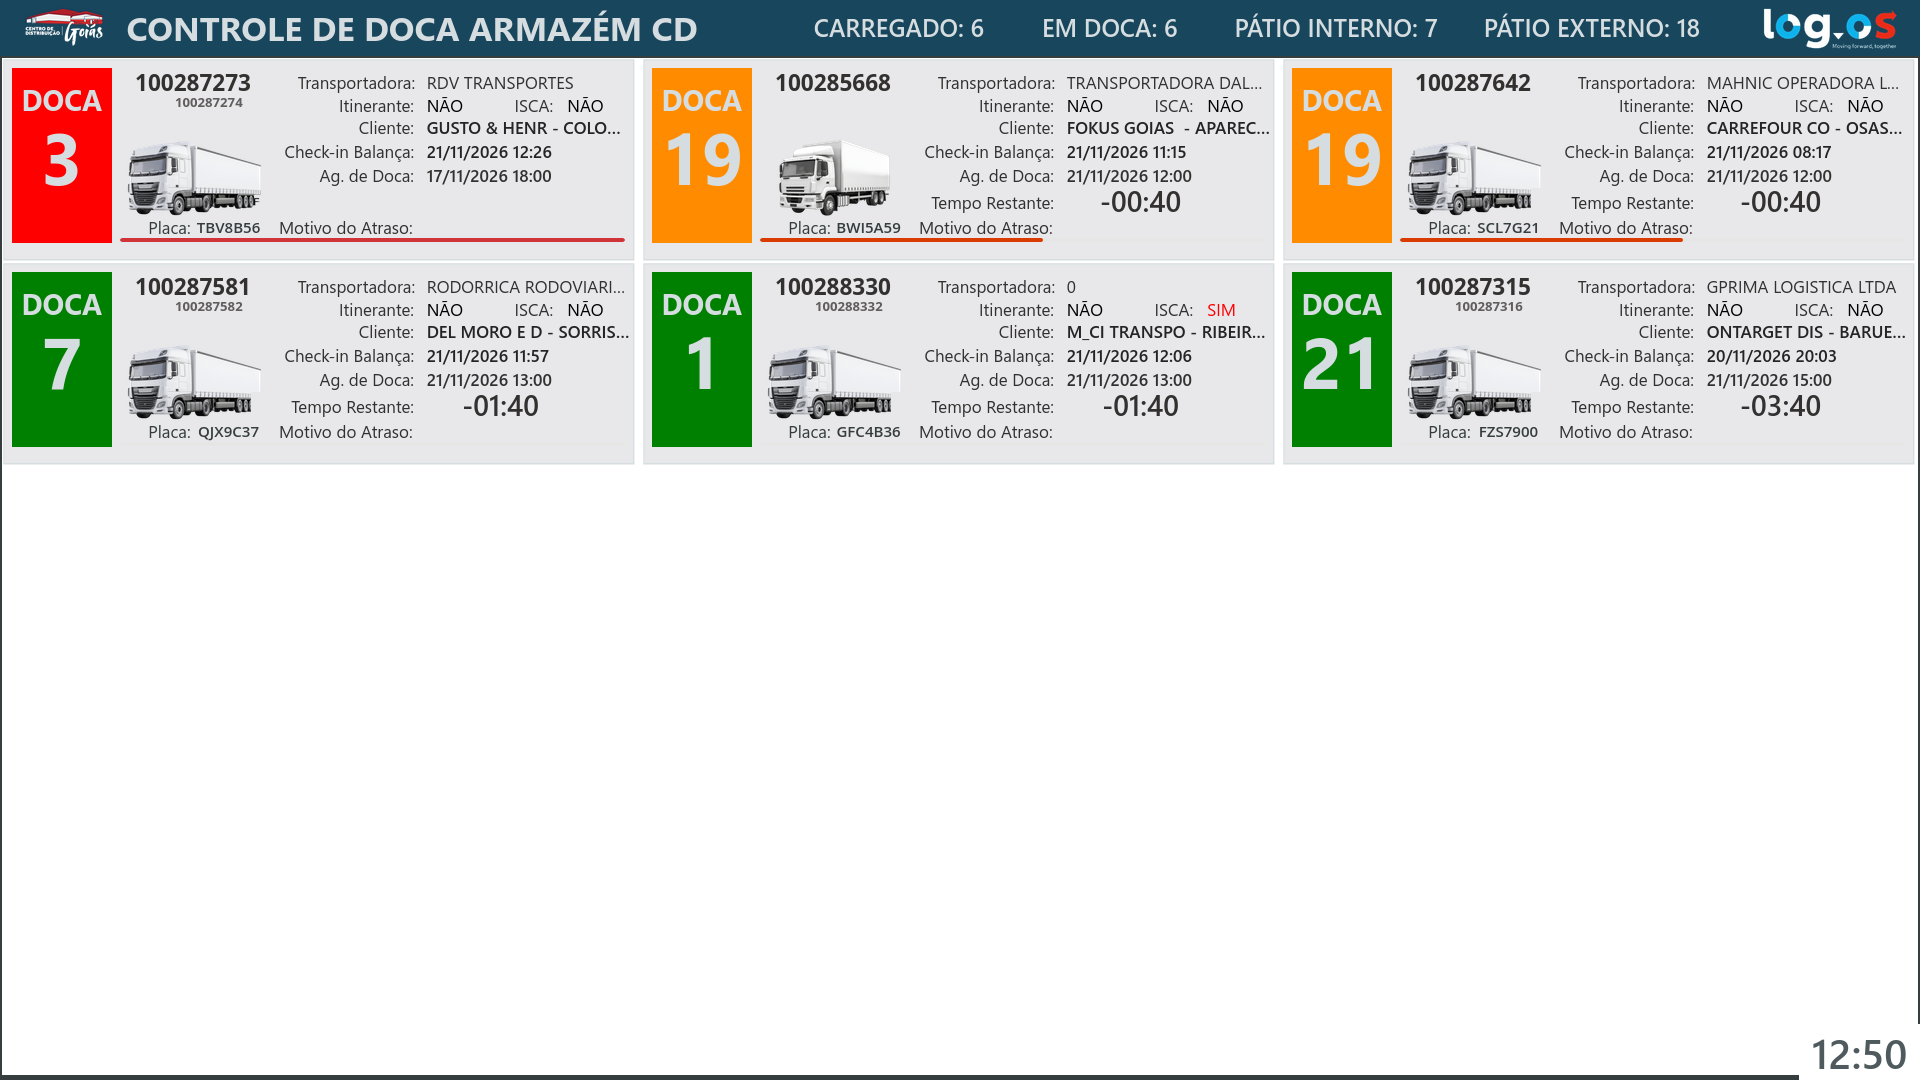 CENTRO DE DISTRIBUIÇÃO Goiás
CONTROLE DE DOCA ARMAZÉM CD
CARREGADO: 6
EM DOCA: 6
PÁTIO INTERNO: 7
PÁTIO EXTERNO: 18
log.os
Moving forward, together
DOCA
3
100287273
100287274
Transportadora: RDV TRANSPORTES
Itinerante: NÃO ISCA: NÃO
Cliente: GUSTO & HENR - COLO...
Check-in Balança: 21/11/2026 12:26
Ag. de Doca: 17/11/2026 18:00
Placa: TBV8B56 Motivo do Atraso:
DOCA
19
100285668
Transportadora: TRANSPORTADORA DAL...
Itinerante: NÃO ISCA: NÃO
Cliente: FOKUS GOIAS - APAREC...
Check-in Balança: 21/11/2026 11:15
Ag. de Doca: 21/11/2026 12:00
Tempo Restante: -00:40
Placa: BWI5A59 Motivo do Atraso:
DOCA
19
100287642
Transportadora: MAHNIC OPERADORA L...
Itinerante: NÃO ISCA: NÃO
Cliente: CARREFOUR CO - OSAS...
Check-in Balança: 21/11/2026 08:17
Ag. de Doca: 21/11/2026 12:00
Tempo Restante: -00:40
Placa: SCL7G21 Motivo do Atraso:
DOCA
7
100287581
100287582
Transportadora: RODORRICA RODOVIARI...
Itinerante: NÃO ISCA: NÃO
Cliente: DEL MORO E D - SORRIS...
Check-in Balança: 21/11/2026 11:57
Ag. de Doca: 21/11/2026 13:00
Tempo Restante: -01:40
Placa: QJX9C37 Motivo do Atraso:
DOCA
1
100288330
100288332
Transportadora: 0
Itinerante: NÃO ISCA: SIM
Cliente: M_CI TRANSPO - RIBEIR...
Check-in Balança: 21/11/2026 12:06
Ag. de Doca: 21/11/2026 13:00
Tempo Restante: -01:40
Placa: GFC4B36 Motivo do Atraso:
DOCA
21
100287315
100287316
Transportadora: GPRIMA LOGISTICA LTDA
Itinerante: NÃO ISCA: NÃO
Cliente: ONTARGET DIS - BARUE...
Check-in Balança: 20/11/2026 20:03
Ag. de Doca: 21/11/2026 15:00
Tempo Restante: -03:40
Placa: FZS7900 Motivo do Atraso:
12:50